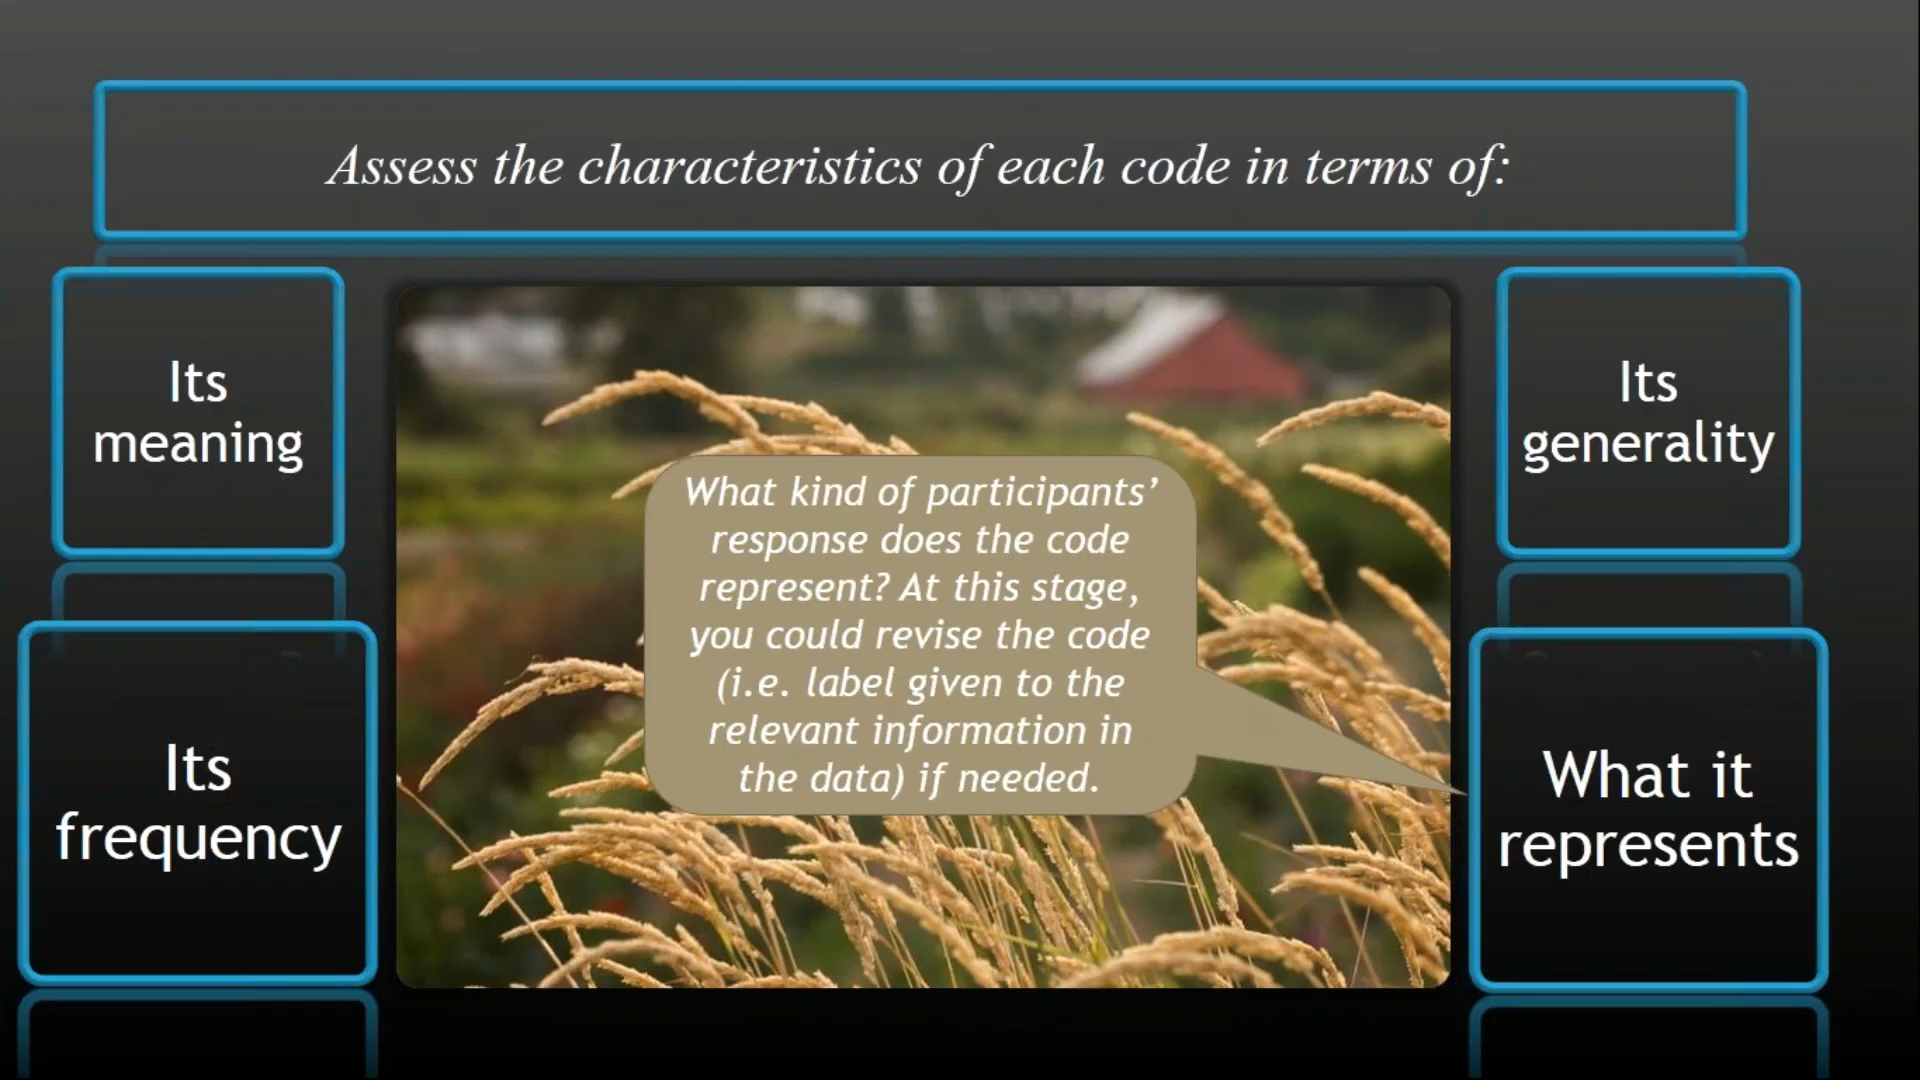 Assess the characteristics of each code in terms of:
Its
meaning
Its
generality
What kind of participants’
response does the code
represent? At this stage,
you could revise the code
(i.e. label given to the
relevant information in
the data) if needed.
Its
frequency
What it
represents